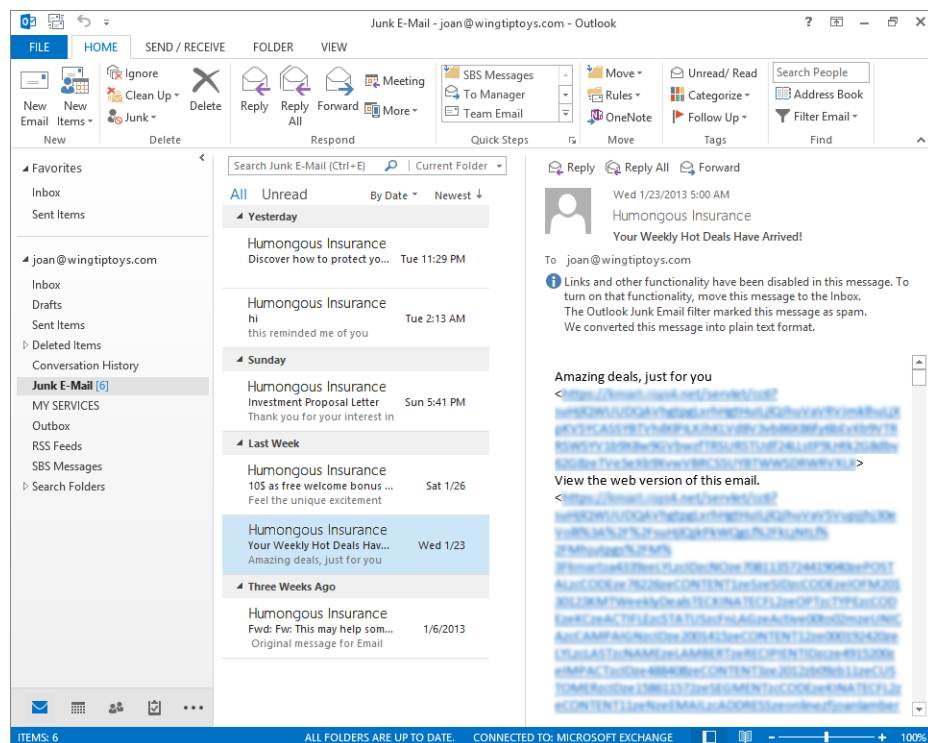 Junk E-Mail - joan@wingtiptoys.com - Outlook
FILE HOME SEND / RECEIVE FOLDER VIEW
New Email
New Items
New
Ignore
Clean Up
Junk
Delete
Delete
Reply
Reply All
Forward
Meeting
More
Respond
SBS Messages
To Manager
Team Email
Quick Steps
Move
Rules
OneNote
Move
Unread/ Read
Categorize
Follow Up
Tags
Search People
Address Book
Filter Email
Find
Favorites
Inbox
Sent Items
joan@wingtiptoys.com
Inbox
Drafts
Sent Items
Deleted Items
Conversation History
Junk E-Mail [6]
MY SERVICES
Outbox
RSS Feeds
SBS Messages
Search Folders
Search Junk E-Mail (Ctrl+E) Current Folder
All Unread By Date Newest
Yesterday
Humongous Insurance
Discover how to protect yo... Tue 11:29 PM
Humongous Insurance
hi Tue 2:13 AM
this reminded me of you
Sunday
Humongous Insurance
Investment Proposal Letter Sun 5:41 PM
Thank you for your interest in
Last Week
Humongous Insurance
10$ as free welcome bonus ... Sat 1/26
Feel the unique excitement
Humongous Insurance
Your Weekly Hot Deals Hav... Wed 1/23
Amazing deals, just for you
Three Weeks Ago
Humongous Insurance
Fwd: Fw: This may help som... 1/6/2013
Original message for Email
Reply Reply All Forward
Wed 1/23/2013 5:00 AM
Humongous Insurance
Your Weekly Hot Deals Have Arrived!
To joan@wingtiptoys.com
Links and other functionality have been disabled in this message. To
turn on that functionality, move this message to the Inbox.
The Outlook Junk Email filter marked this message as spam.
We converted this message into plain text format.
Amazing deals, just for you
<
>
View the web version of this email.
<
ITEMS: 6 ALL FOLDERS ARE UP TO DATE. CONNECTED TO: MICROSOFT EXCHANGE 100%